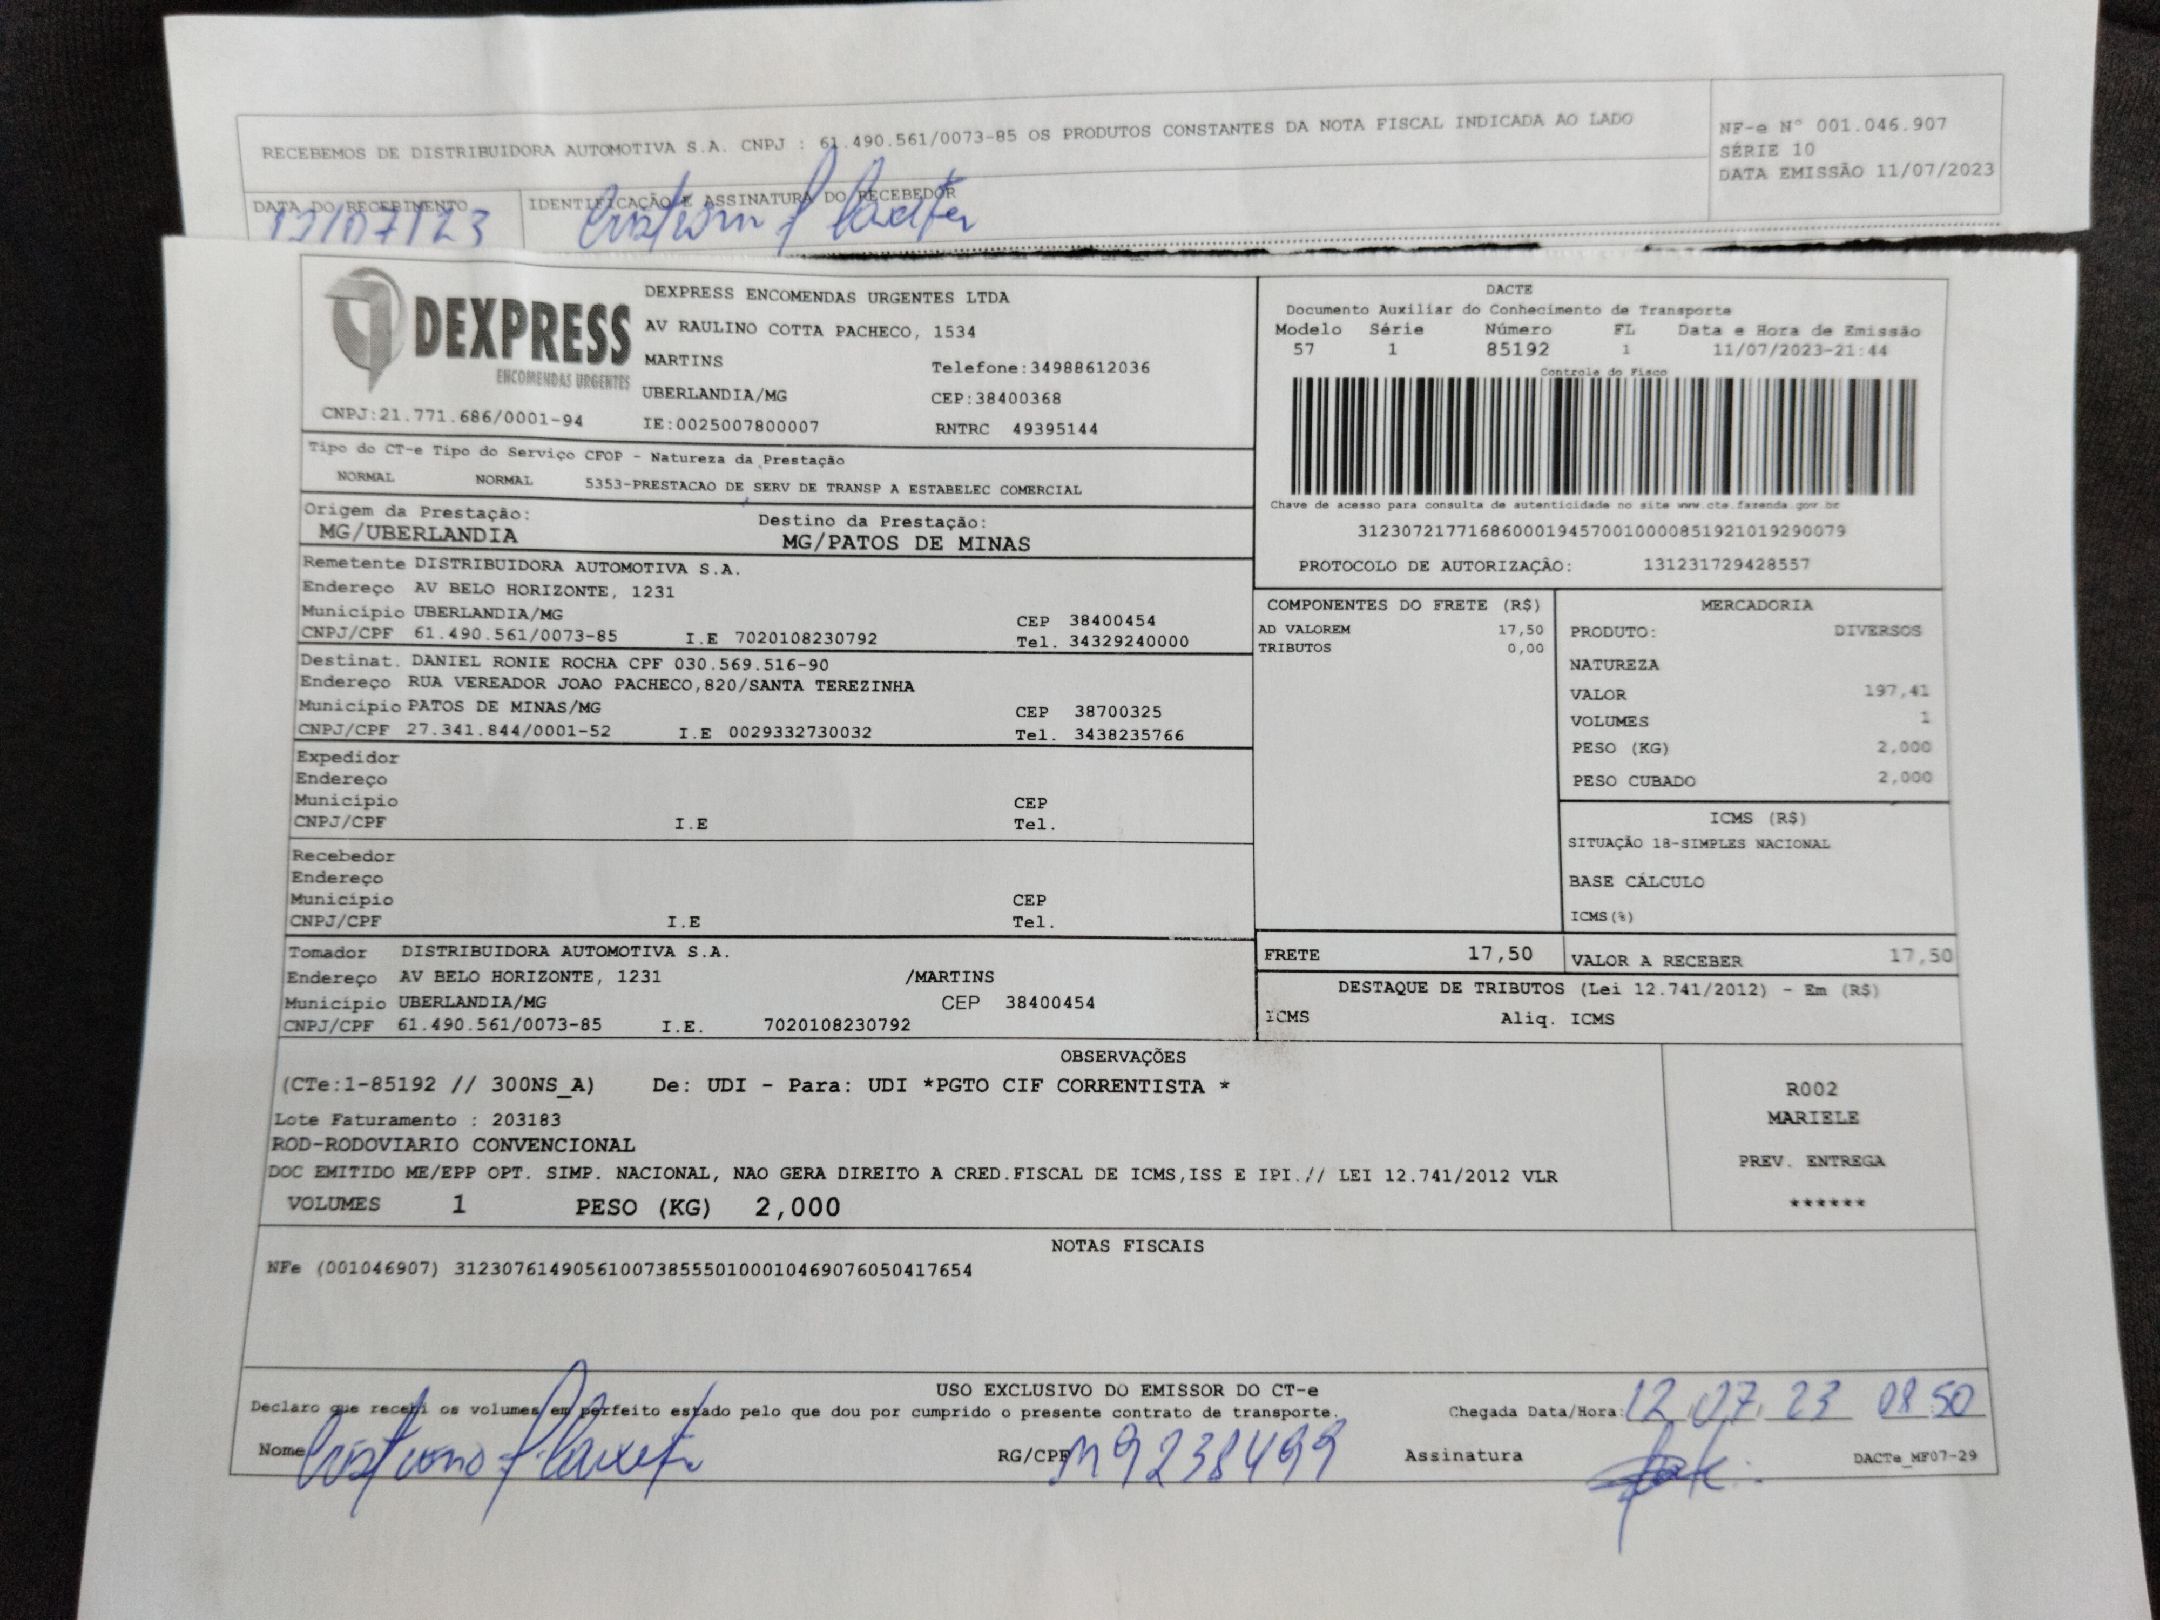 RECEBEMOS DE DISTRIBUIDORA AUTOMOTIVA S.A. CNPJ : 61.490.561/0073-85 OS PRODUTOS CONSTANTES DA NOTA FISCAL INDICADA AO LADO
NF-e Nº 001.046.907
SÉRIE 10
DATA EMISSÃO 11/07/2023
DATA DO RECEBIMENTO
IDENTIFICAÇÃO E ASSINATURA DO RECEBEDOR
12/07/23
DEXPRESS
ENCOMENDAS URGENTES
CNPJ:21.771.686/0001-94
DEXPRESS ENCOMENDAS URGENTES LTDA
AV RAULINO COTTA PACHECO, 1534
MARTINS Telefone:34988612036
UBERLANDIA/MG CEP:38400368
IE:0025007800007 RNTRC 49395144
DACTE
Documento Auxiliar do Conhecimento de Transporte
Modelo Série Número FL Data e Hora de Emissão
57 1 85192 1 11/07/2023-21:44
Controle do Fisco
Chave de acesso para consulta de autenticidade no site www.cte.fazenda.gov.br
31230721771686000194570010000851921019290079
PROTOCOLO DE AUTORIZAÇÃO: 131231729428557
Tipo do CT-e Tipo do Serviço CFOP - Natureza da Prestação
NORMAL NORMAL 5353-PRESTACAO DE SERV DE TRANSP A ESTABELEC COMERCIAL
Origem da Prestação: Destino da Prestação:
MG/UBERLANDIA MG/PATOS DE MINAS
Remetente DISTRIBUIDORA AUTOMOTIVA S.A.
Endereço AV BELO HORIZONTE, 1231
Município UBERLANDIA/MG CEP 38400454
CNPJ/CPF 61.490.561/0073-85 I.E 7020108230792 Tel. 34329240000
Destinat. DANIEL RONIE ROCHA CPF 030.569.516-90
Endereço RUA VEREADOR JOAO PACHECO,820/SANTA TEREZINHA
Município PATOS DE MINAS/MG CEP 38700325
CNPJ/CPF 27.341.844/0001-52 I.E 0029332730032 Tel. 3438235766
Expedidor
Endereço
Município CEP
CNPJ/CPF I.E Tel.
Recebedor
Endereço
Município CEP
CNPJ/CPF I.E Tel.
Tomador DISTRIBUIDORA AUTOMOTIVA S.A.
Endereço AV BELO HORIZONTE, 1231 /MARTINS
Município UBERLANDIA/MG CEP 38400454
CNPJ/CPF 61.490.561/0073-85 I.E. 7020108230792
COMPONENTES DO FRETE (R$)
AD VALOREM 17,50
TRIBUTOS 0,00
MERCADORIA
PRODUTO: DIVERSOS
NATUREZA
VALOR 197,41
VOLUMES 1
PESO (KG) 2,000
PESO CUBADO 2,000
ICMS (R$)
SITUAÇÃO 18-SIMPLES NACIONAL
BASE CÁLCULO
ICMS(%)
FRETE 17,50 VALOR A RECEBER 17,50
DESTAQUE DE TRIBUTOS (Lei 12.741/2012) - Em (R$)
ICMS Aliq. ICMS
OBSERVAÇÕES
(CTe:1-85192 // 300NS_A) De: UDI - Para: UDI *PGTO CIF CORRENTISTA *
Lote Faturamento : 203183
ROD-RODOVIARIO CONVENCIONAL
DOC EMITIDO ME/EPP OPT. SIMP. NACIONAL, NAO GERA DIREITO A CRED.FISCAL DE ICMS,ISS E IPI.// LEI 12.741/2012 VLR
VOLUMES 1 PESO (KG) 2,000
R002
MARIELE
PREV. ENTREGA
******
NOTAS FISCAIS
NFe (001046907) 31230761490561007385550100010469076050417654
USO EXCLUSIVO DO EMISSOR DO CT-e
Declaro que recebi os volumes em perfeito estado pelo que dou por cumprido o presente contrato de transporte. Chegada Data/Hora: 12 07 23 08 50
Nome RG/CPF M9238499 Assinatura DACTe_MF07-29